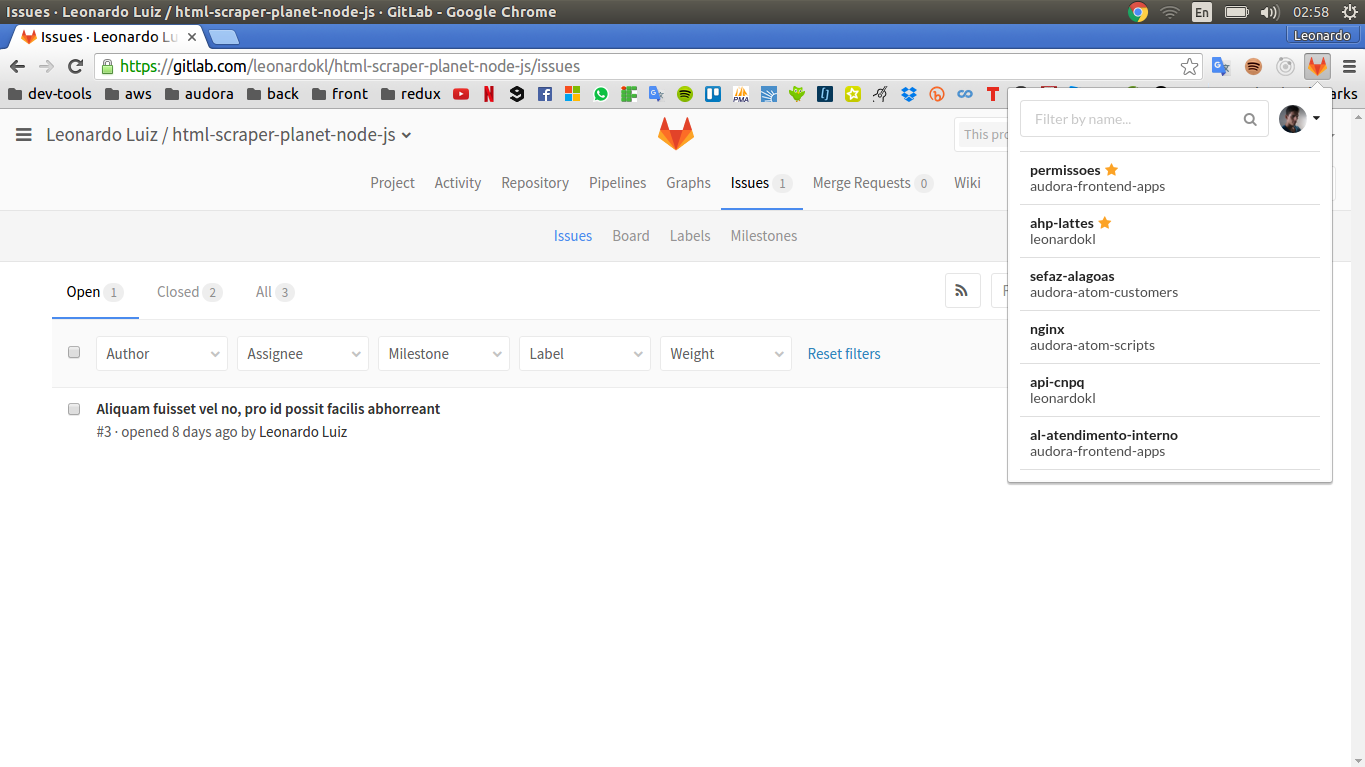 Issues · Leonardo Luiz / html-scraper-planet-node-js · GitLab - Google Chrome En 02:58
Issues · Leonardo Lu Leonardo
https://gitlab.com/leonardokl/html-scraper-planet-node-js/issues
dev-tools aws audora back front redux
Leonardo Luiz / html-scraper-planet-node-js This pro
Project Activity Repository Pipelines Graphs Issues 1 Merge Requests 0 Wiki
Issues Board Labels Milestones
Open 1 Closed 2 All 3
Author Assignee Milestone Label Weight Reset filters
Aliquam fuisset vel no, pro id possit facilis abhorreant
#3 · opened 8 days ago by Leonardo Luiz
Filter by name...
permissoes
audora-frontend-apps
ahp-lattes
leonardokl
sefaz-alagoas
audora-atom-customers
nginx
audora-atom-scripts
api-cnpq
leonardokl
al-atendimento-interno
audora-frontend-apps